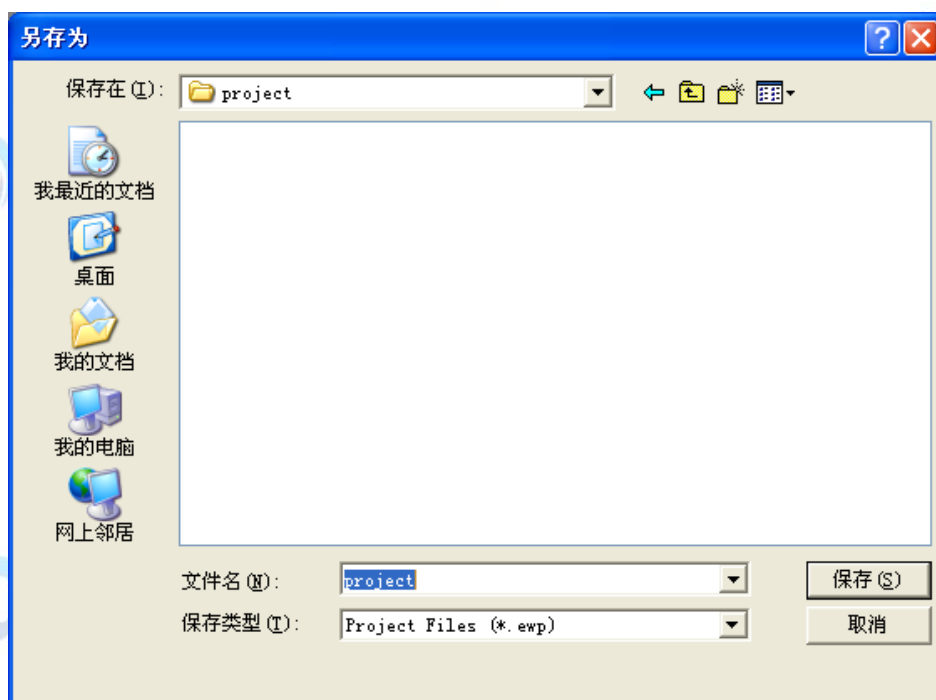 另存为
保存在(I):
project
我最近的文档
桌面
我的文档
我的电脑
网上邻居
文件名(N):
project
保存(S)
保存类型(T):
Project Files (*.ewp)
取消